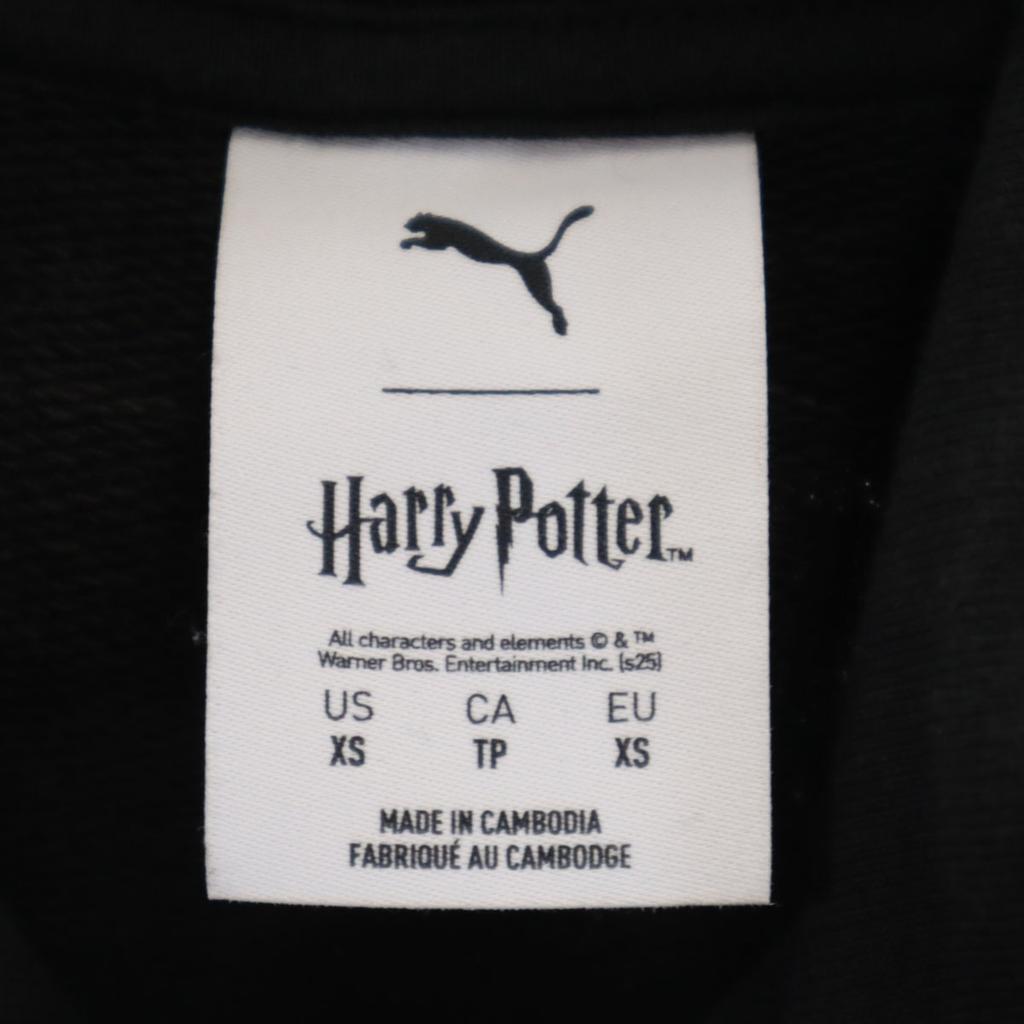 Harry Potter™
All characters and elements © & ™
Warner Bros. Entertainment Inc. (s25)
US CA EU
XS TP XS
MADE IN CAMBODIA
FABRIQUÉ AU CAMBODGE